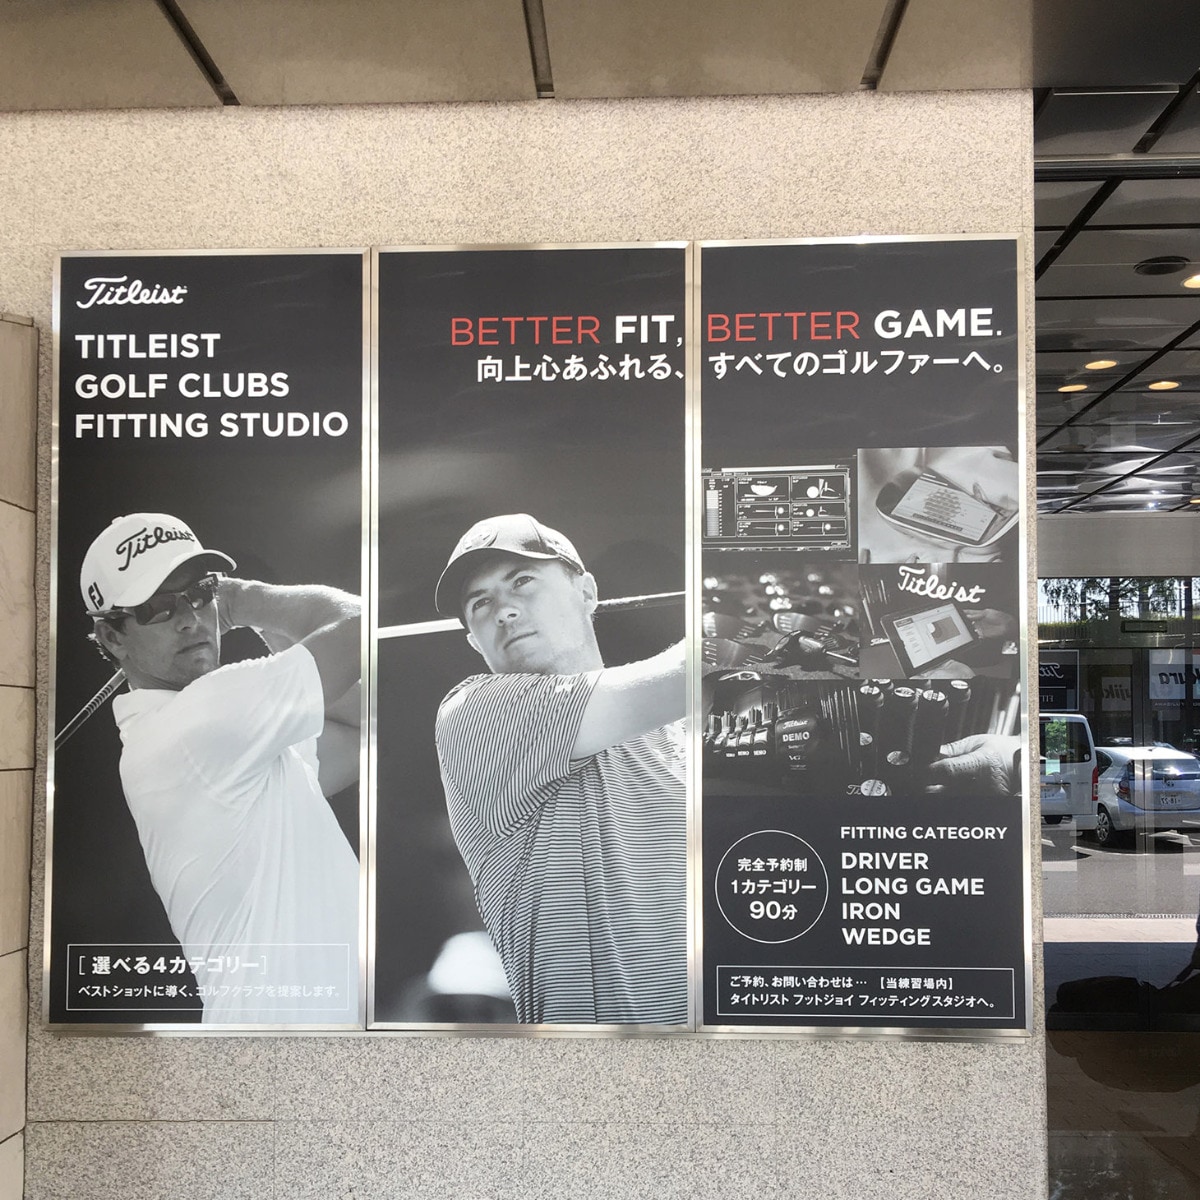 Titleist
TITLEIST
GOLF CLUBS
FITTING STUDIO
Titleist
FJ
[ 選べる4カテゴリー ]
ベストショットに導く、ゴルフクラブを提案します。
BETTER FIT, BETTER GAME.
向上心あふれる、すべてのゴルファーへ。
Titleist
Titleist
DEMO
完全予約制
1カテゴリー
90分
FITTING CATEGORY
DRIVER
LONG GAME
IRON
WEDGE
ご予約、お問い合わせは… 【当練習場内】
タイトリスト フットジョイ フィッティングスタジオへ。